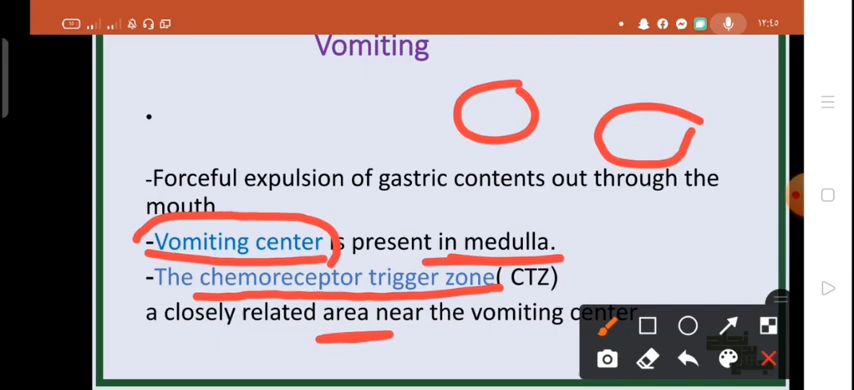 ١٢:٤٥
Vomiting
•
-Forceful expulsion of gastric contents out through the
mouth
-Vomiting center is present in medulla.
-The chemoreceptor trigger zone( CTZ)
a closely related area near the vomiting center